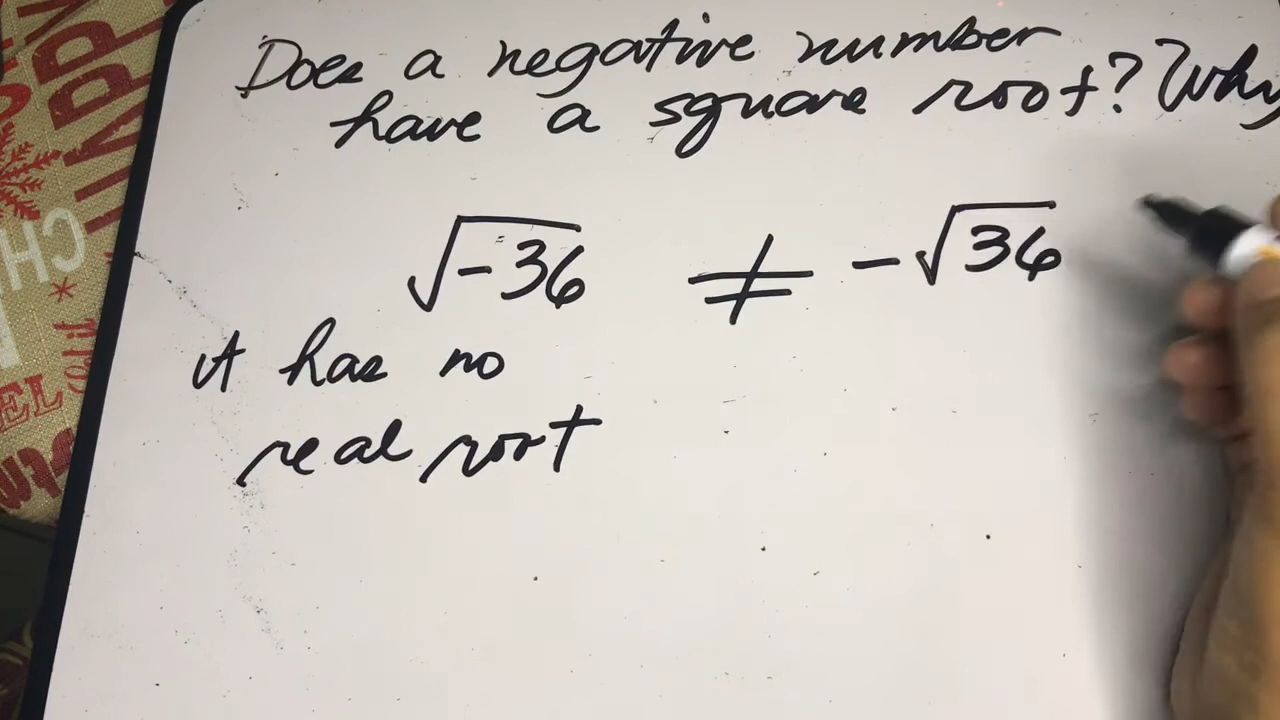 Does a negative number
have a square root? Why
√-36 ≠ -√36
It has no
real root